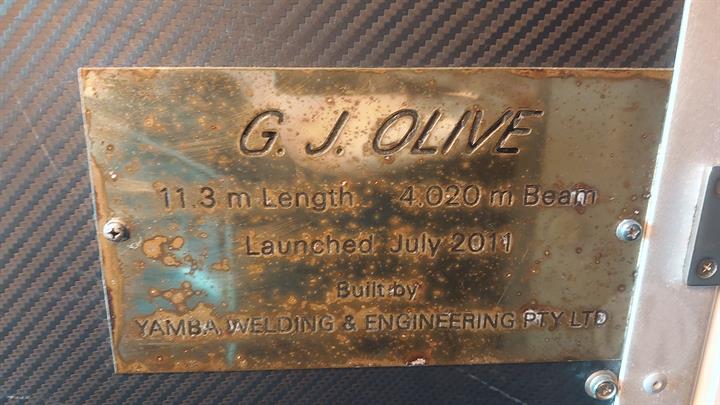 G. J. OLIVE
11.3 m Length 4.020 m Beam
Launched July 2011
Built by
YAMBA WELDING & ENGINEERING PTY LTD